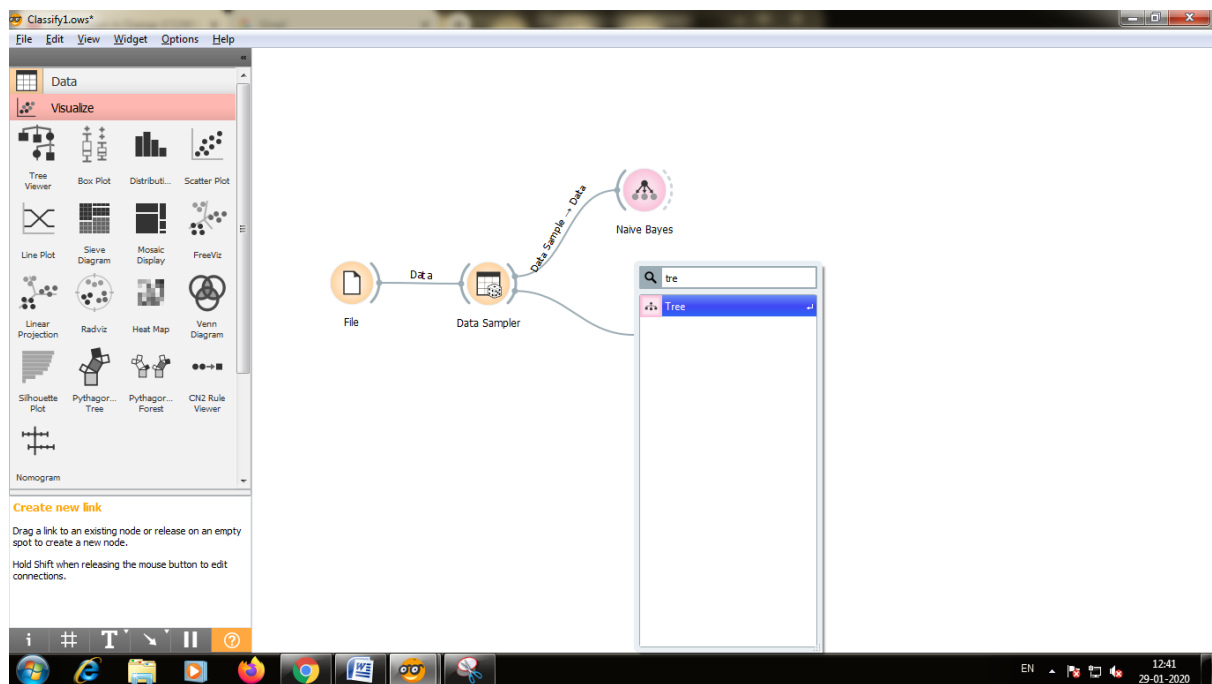 Classify1.ows*
File Edit View Widget Options Help
Data
Visualize
Tree
Viewer
Box Plot
Distributi...
Scatter Plot
Line Plot
Sieve
Diagram
Mosaic
Display
FreeViz
Linear
Projection
Radviz
Heat Map
Venn
Diagram
Silhouette
Plot
Pythagor...
Tree
Pythagor...
Forest
CN2 Rule
Viewer
Nomogram
Create new link
Drag a link to an existing node or release on an empty
spot to create a new node.
Hold Shift when releasing the mouse button to edit
connections.
File
Data
Data Sampler
Data Sample → Data
Naive Bayes
tre
Tree
EN
12:41
29-01-2020